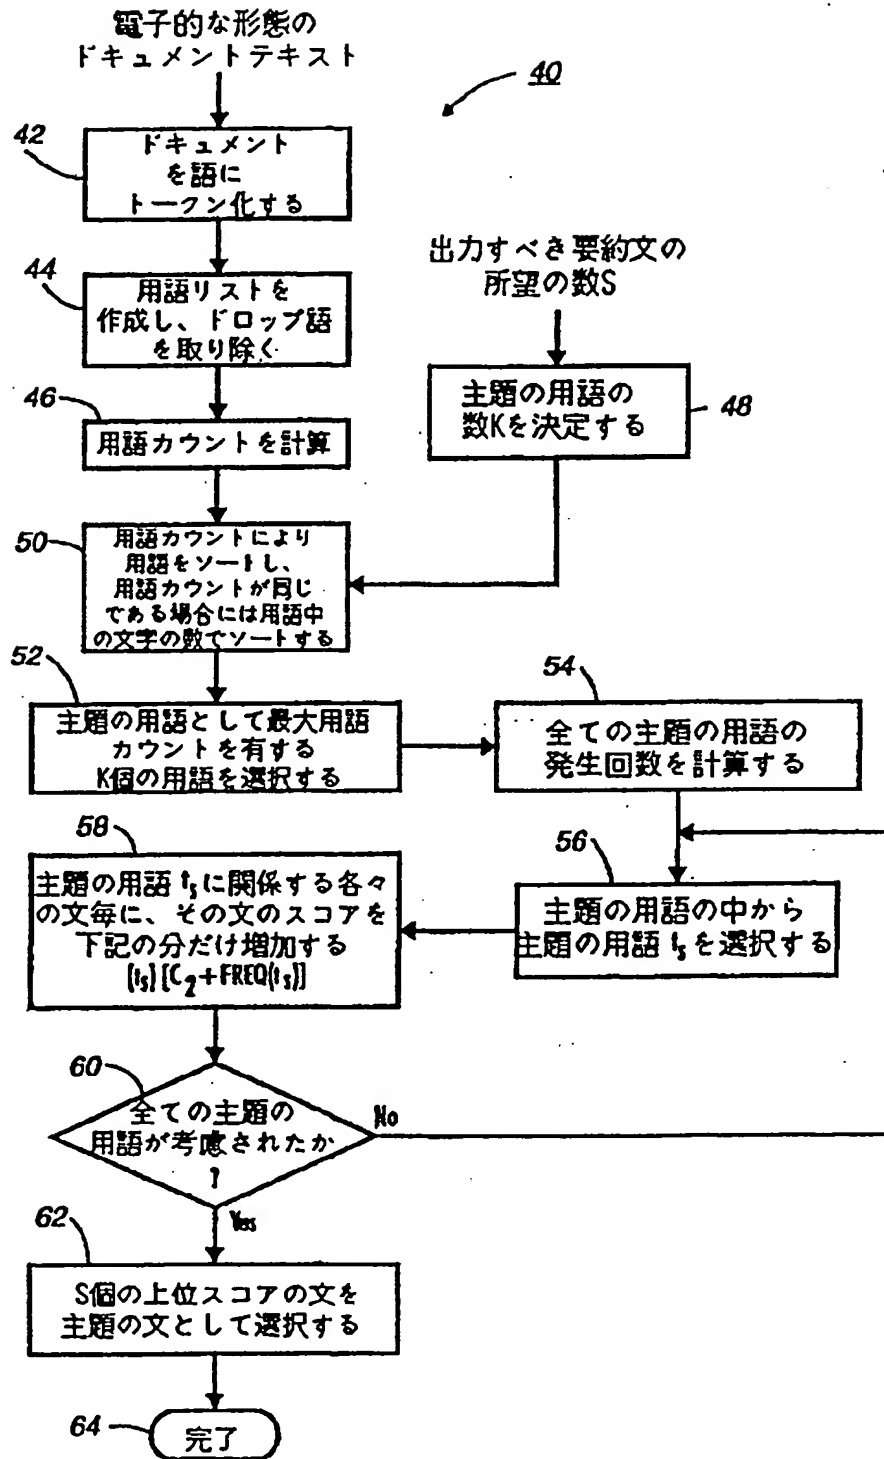 電子的な形態の
ドキュメントテキスト
40
42
ドキュメント
を語に
トークン化する
出力すべき要約文の
所望の数S
44
用語リストを
作成し、ドロップ語
を取り除く
主題の用語の
数Kを決定する
48
46
用語カウントを計算
50
用語カウントにより
用語をソートし、
用語カウントが同じ
である場合には用語中
の文字の数でソートする
52
主題の用語として最大用語
カウントを有する
K個の用語を選択する
54
全ての主題の用語の
発生回数を計算する
56
主題の用語の中から
主題の用語 ts を選択する
58
主題の用語 ts に関係する各々
の文毎に、その文のスコアを
下記の分だけ増加する
(ts)[C2+FREQ(ts)]
60
全ての主題の
用語が考慮されたか
?
No
Yes
62
S個の上位スコアの文を
主題の文として選択する
64
完了